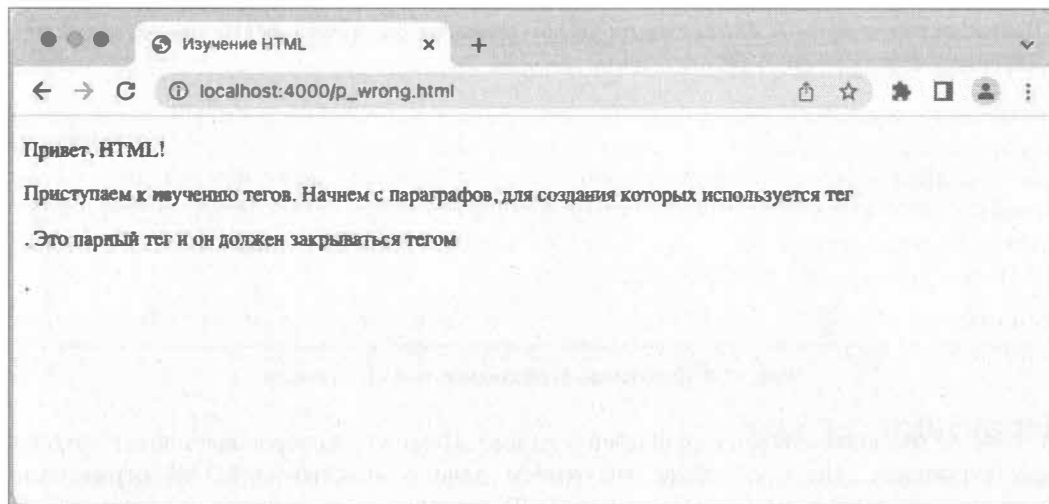 Изучение HTML
localhost:4000/p_wrong.html
Привет, HTML!
Приступаем к изучению тегов. Начнем с параграфов, для создания которых используется тег
. Это парный тег и он должен закрываться тегом
.